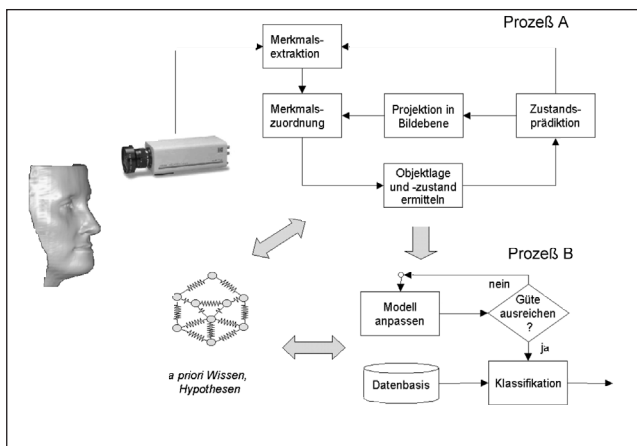 Prozeß A
Merkmals-
extraktion
Merkmals-
zuordnung
Projektion in
Bildebene
Zustands-
prädiktion
Objektlage
und -zustand
ermitteln
Prozeß B
nein
Modell
anpassen
Güte
ausreichen
?
ja
a priori Wissen,
Hypothesen
Datenbasis
Klassifikation